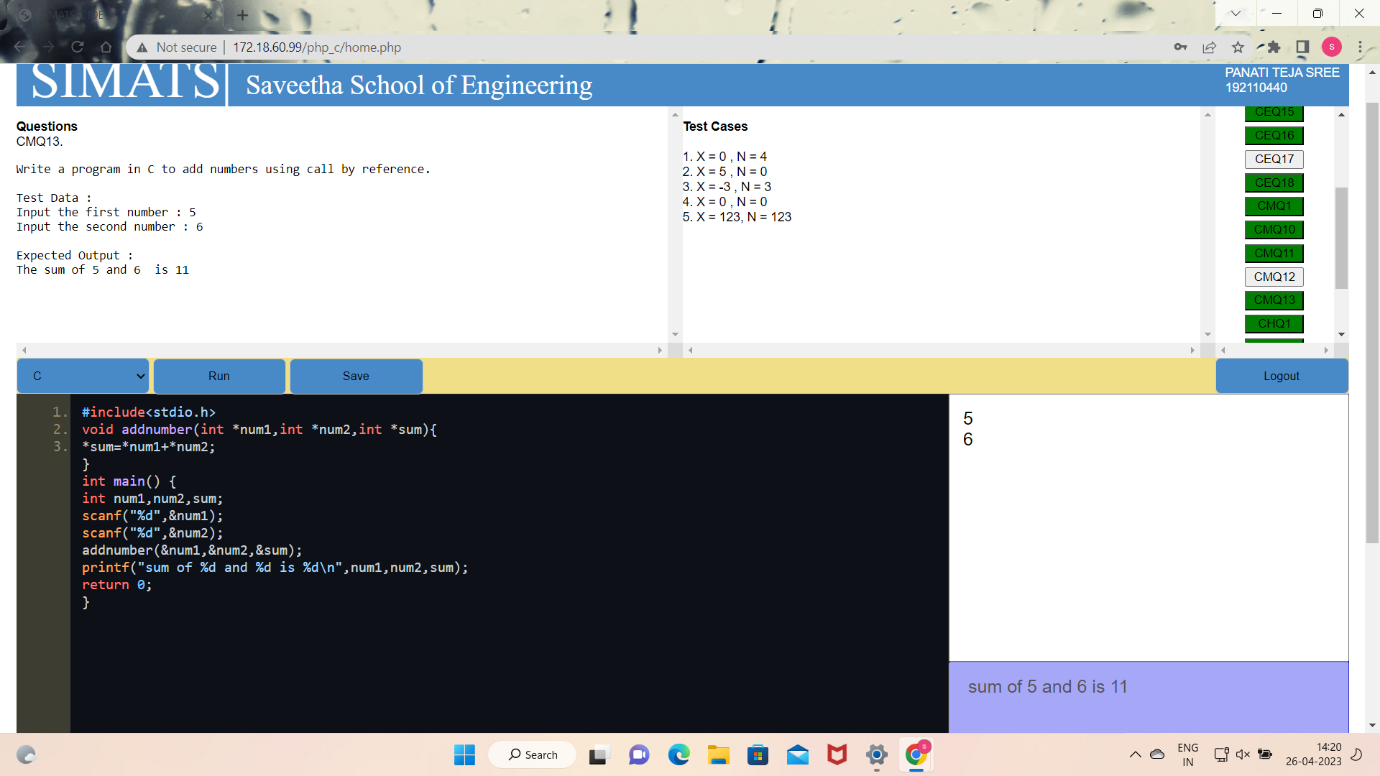 Not secure | 172.18.60.99/php_c/home.php
S
SIMATS
Saveetha School of Engineering
PANATI TEJA SREE
192110440
Questions
CMQ13.
Write a program in C to add numbers using call by reference.
Test Data :
Input the first number : 5
Input the second number : 6
Expected Output :
The sum of 5 and 6  is 11
Test Cases
1. X = 0 , N = 4
2. X = 5 , N = 0
3. X = -3 , N = 3
4. X = 0 , N = 0
5. X = 123, N = 123
CEQ15
CEQ16
CEQ17
CEQ18
CMQ1
CMQ10
CMQ11
CMQ12
CMQ13
CHQ1
C
Run
Save
Logout
1. #include<stdio.h>
2. void addnumber(int *num1,int *num2,int *sum){
3. *sum=*num1+*num2;
}
int main() {
int num1,num2,sum;
scanf("%d",&num1);
scanf("%d",&num2);
addnumber(&num1,&num2,&sum);
printf("sum of %d and %d is %d\n",num1,num2,sum);
return 0;
}
5
6
sum of 5 and 6 is 11
Search
S
ENG
IN
14:20
26-04-2023